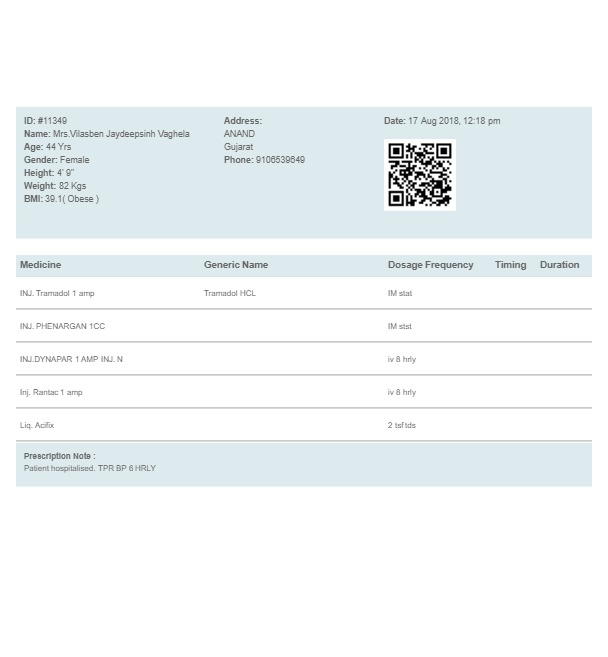 ID: #11349
Name: Mrs.Vilasben Jaydeepsinh Vaghela
Age: 44 Yrs
Gender: Female
Height: 4' 9"
Weight: 82 Kgs
BMI: 39.1( Obese )
Address:
ANAND
Gujarat
Phone: 9106539649
Date: 17 Aug 2018, 12:18 pm
Medicine Generic Name Dosage Frequency Timing Duration
INJ. Tramadol 1 amp Tramadol HCL IM stat
INJ. PHENARGAN 1CC IM stst
INJ.DYNAPAR 1 AMP INJ. N iv 8 hrly
Inj. Rantac 1 amp iv 8 hrly
Liq. Acifix 2 tsf tds
Prescription Note :
Patient hospitalised. TPR BP 6 HRLY